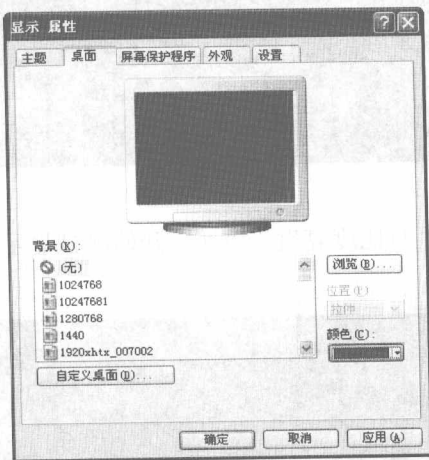 显示 属性
主题 桌面 屏幕保护程序 外观 设置
背景(K):
(无)
1024768
10247681
1280768
1440
1920xhtx_007002
浏览(B)...
位置(P)
拉伸
颜色(C):
自定义桌面(D)...
确定 取消 应用(A)